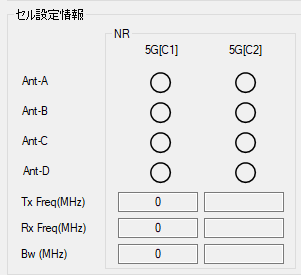 セル設定情報
NR
5G[C1] 5G[C2]
Ant-A
Ant-B
Ant-C
Ant-D
Tx Freq(MHz) 0
Rx Freq(MHz) 0
Bw (MHz) 0